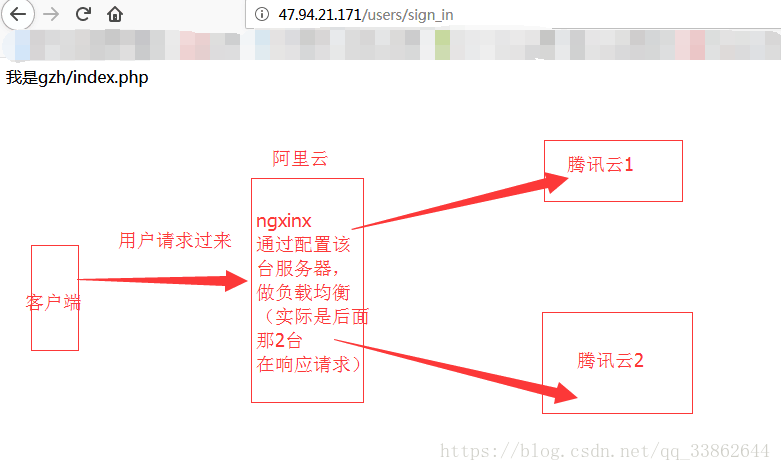 47.94.21.171/users/sign_in
我是gzh/index.php
阿里云
腾讯云1
ngxinx
通过配置该
台服务器，
做负载均衡
（实际是后面
那2台
在响应请求）
用户请求过来
客户端
腾讯云2
https://blog.csdn.net/qq_33862644